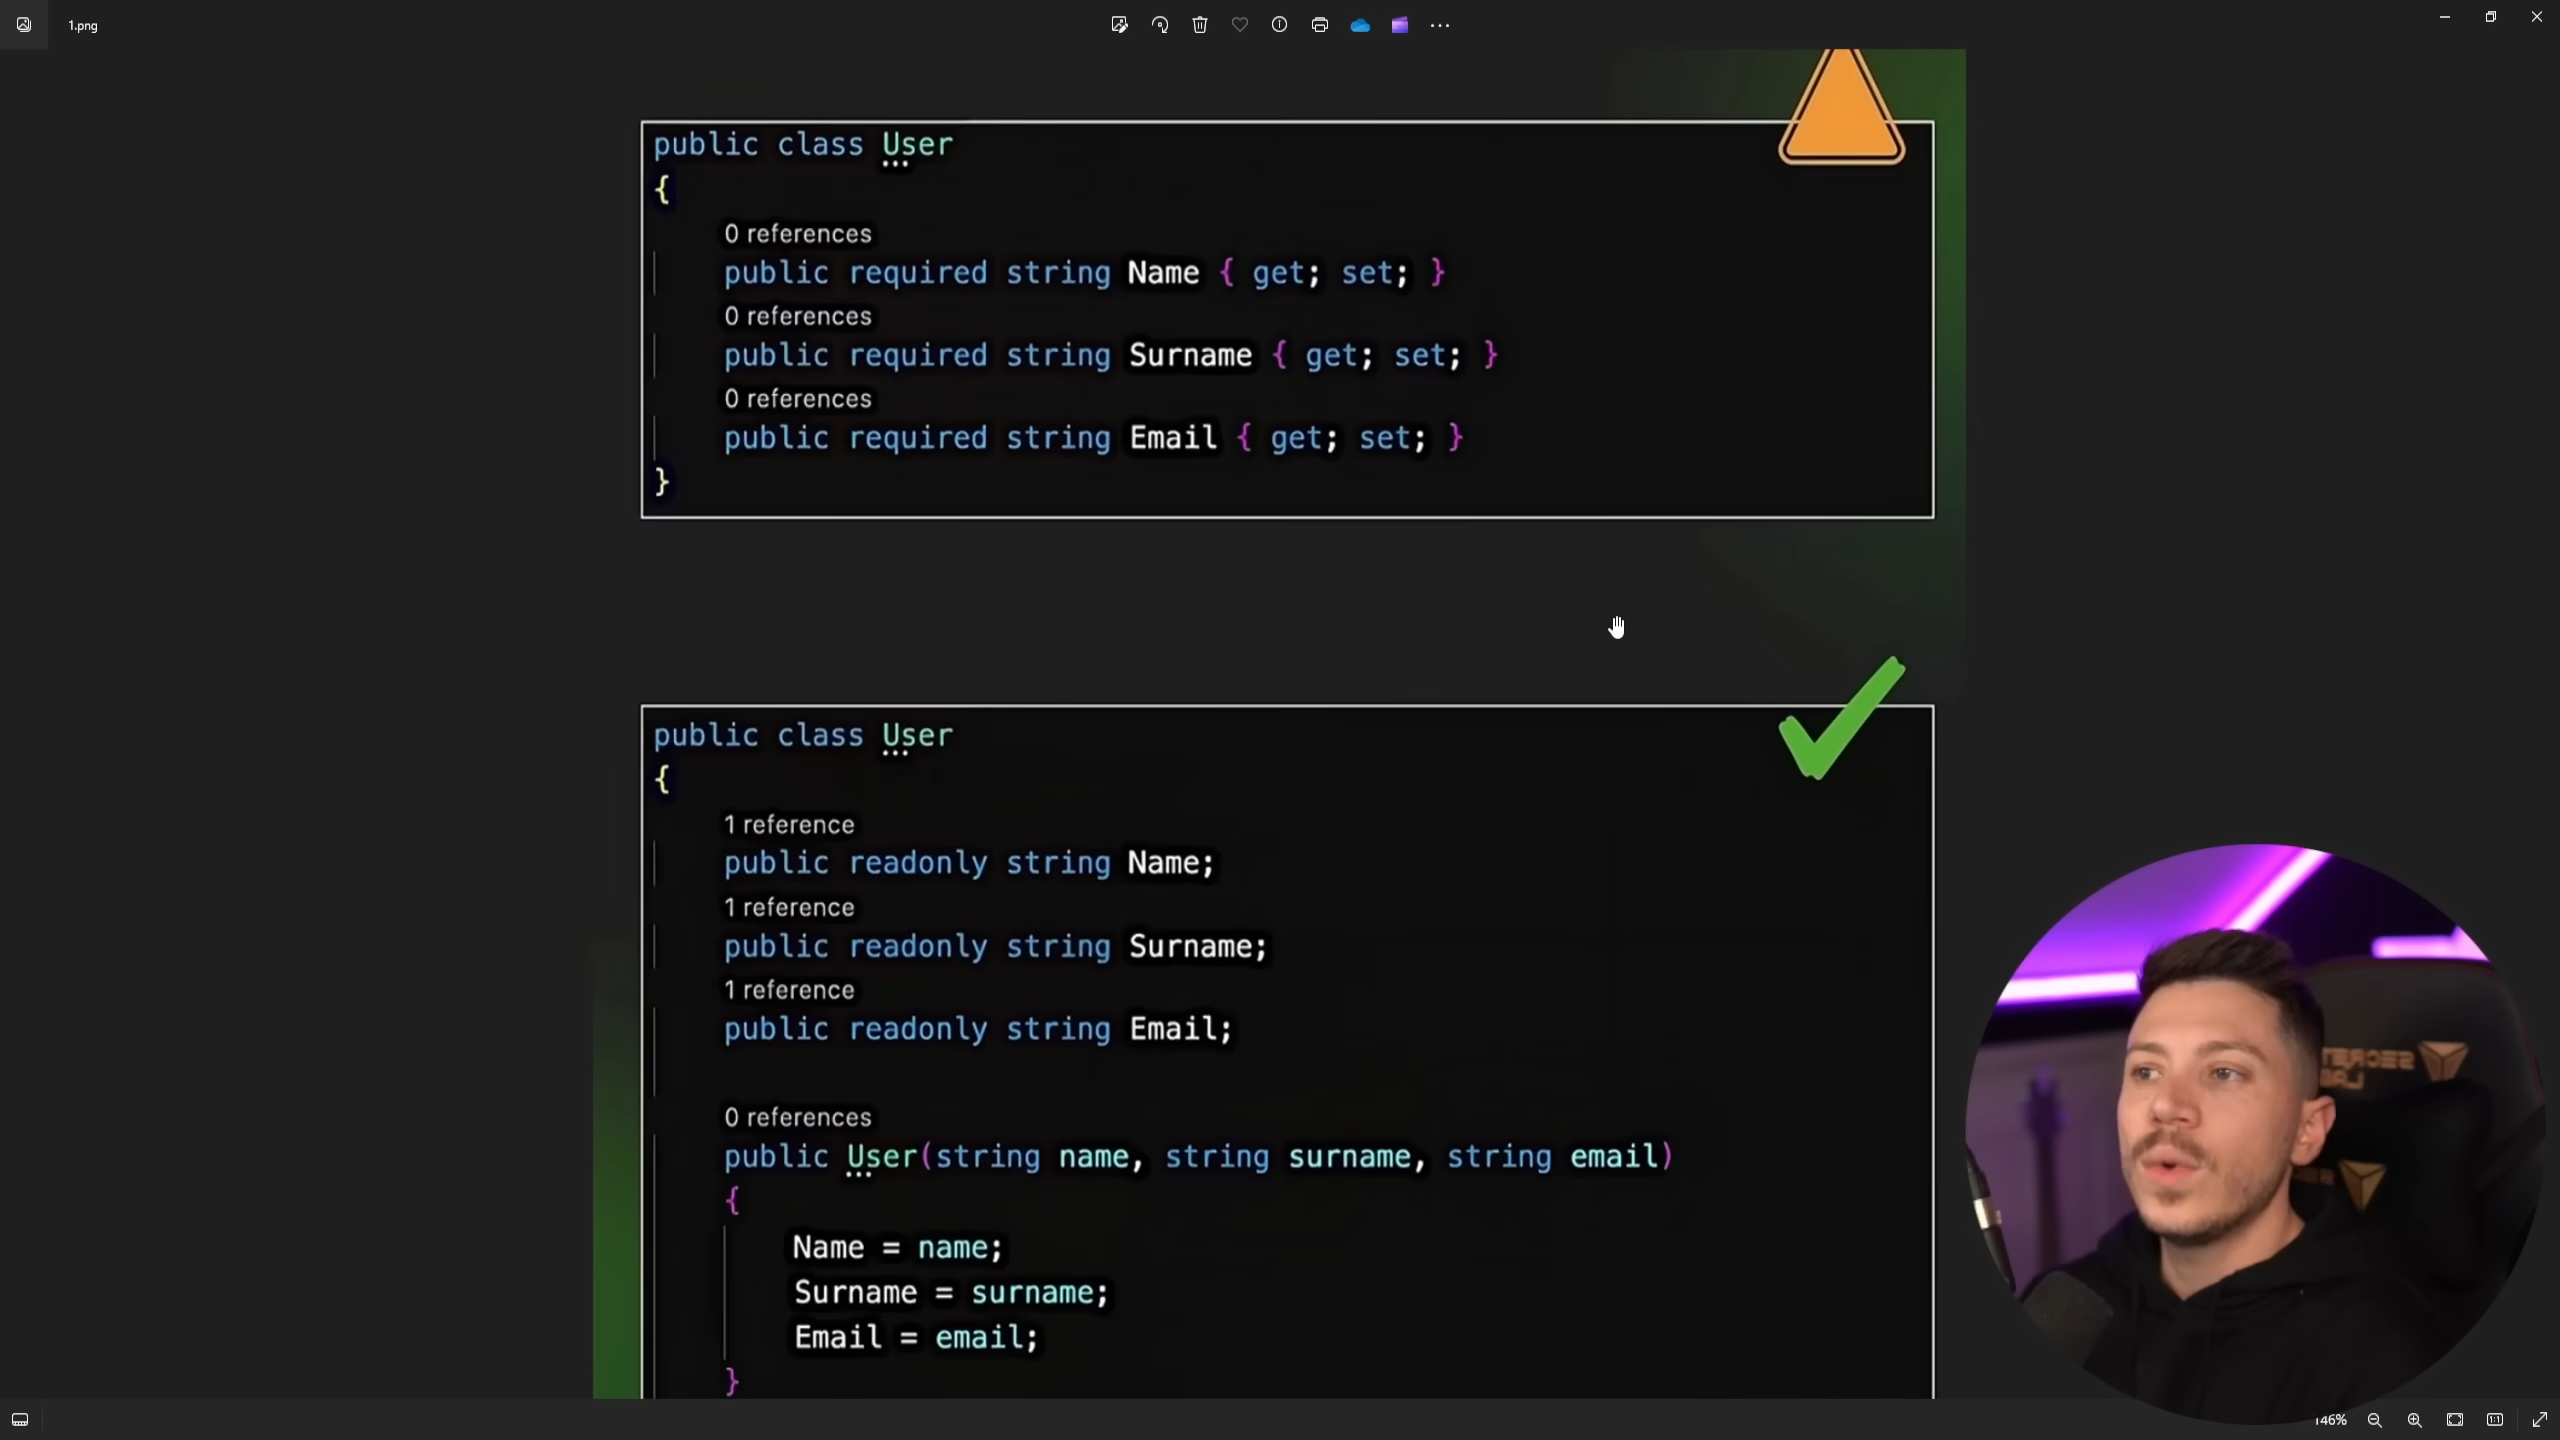 1.png
public class User
{
0 references
public required string Name { get; set; }
0 references
public required string Surname { get; set; }
0 references
public required string Email { get; set; }
}
public class User
{
1 reference
public readonly string Name;
1 reference
public readonly string Surname;
1 reference
public readonly string Email;
0 references
public User(string name, string surname, string email)
{
Name = name;
Surname = surname;
Email = email;
}
146%